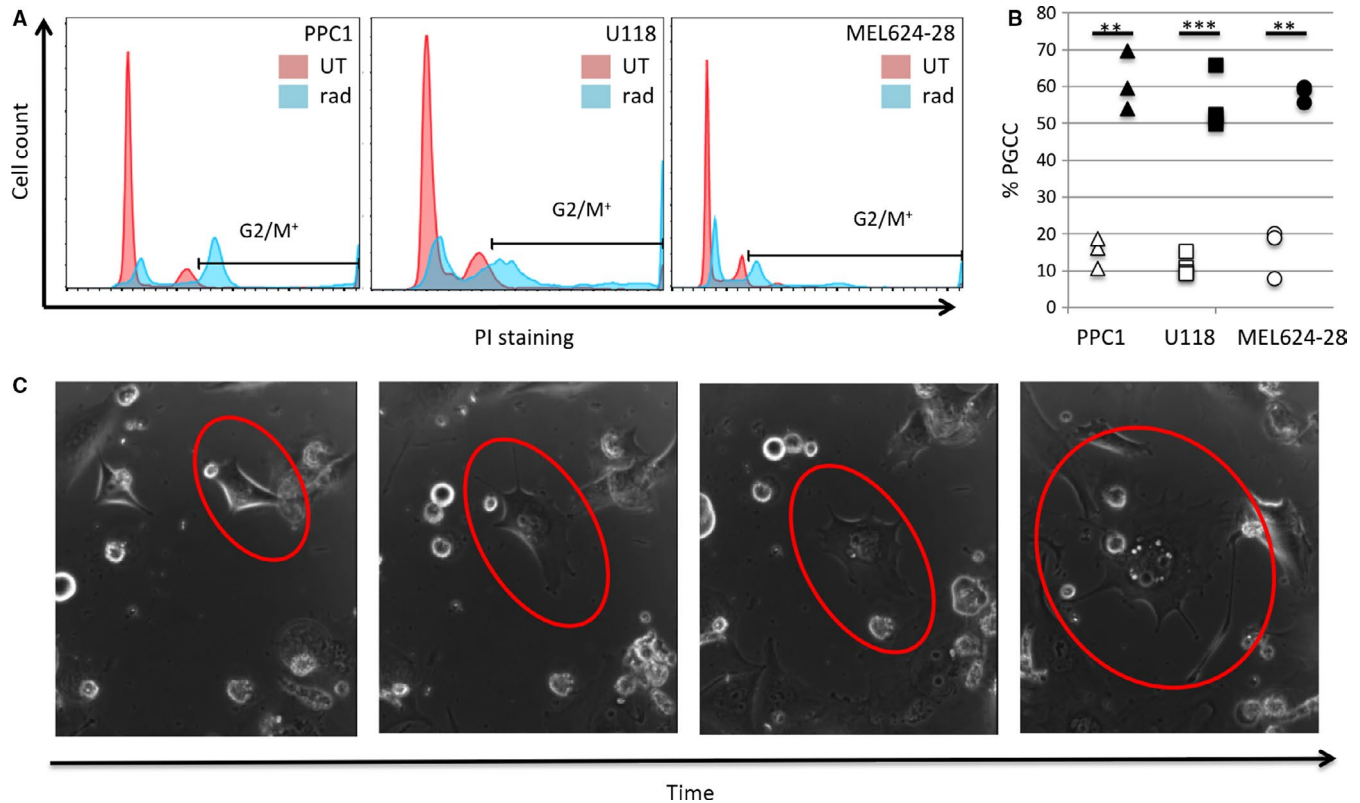 A
PPC1
UT
rad
G2/M⁺
U118
UT
rad
G2/M⁺
MEL624-28
UT
rad
G2/M⁺
Cell count
PI staining
B
80
70
60
50
40
30
20
10
0
% PGCC
** *** **
PPC1 U118 MEL624-28
C
Time